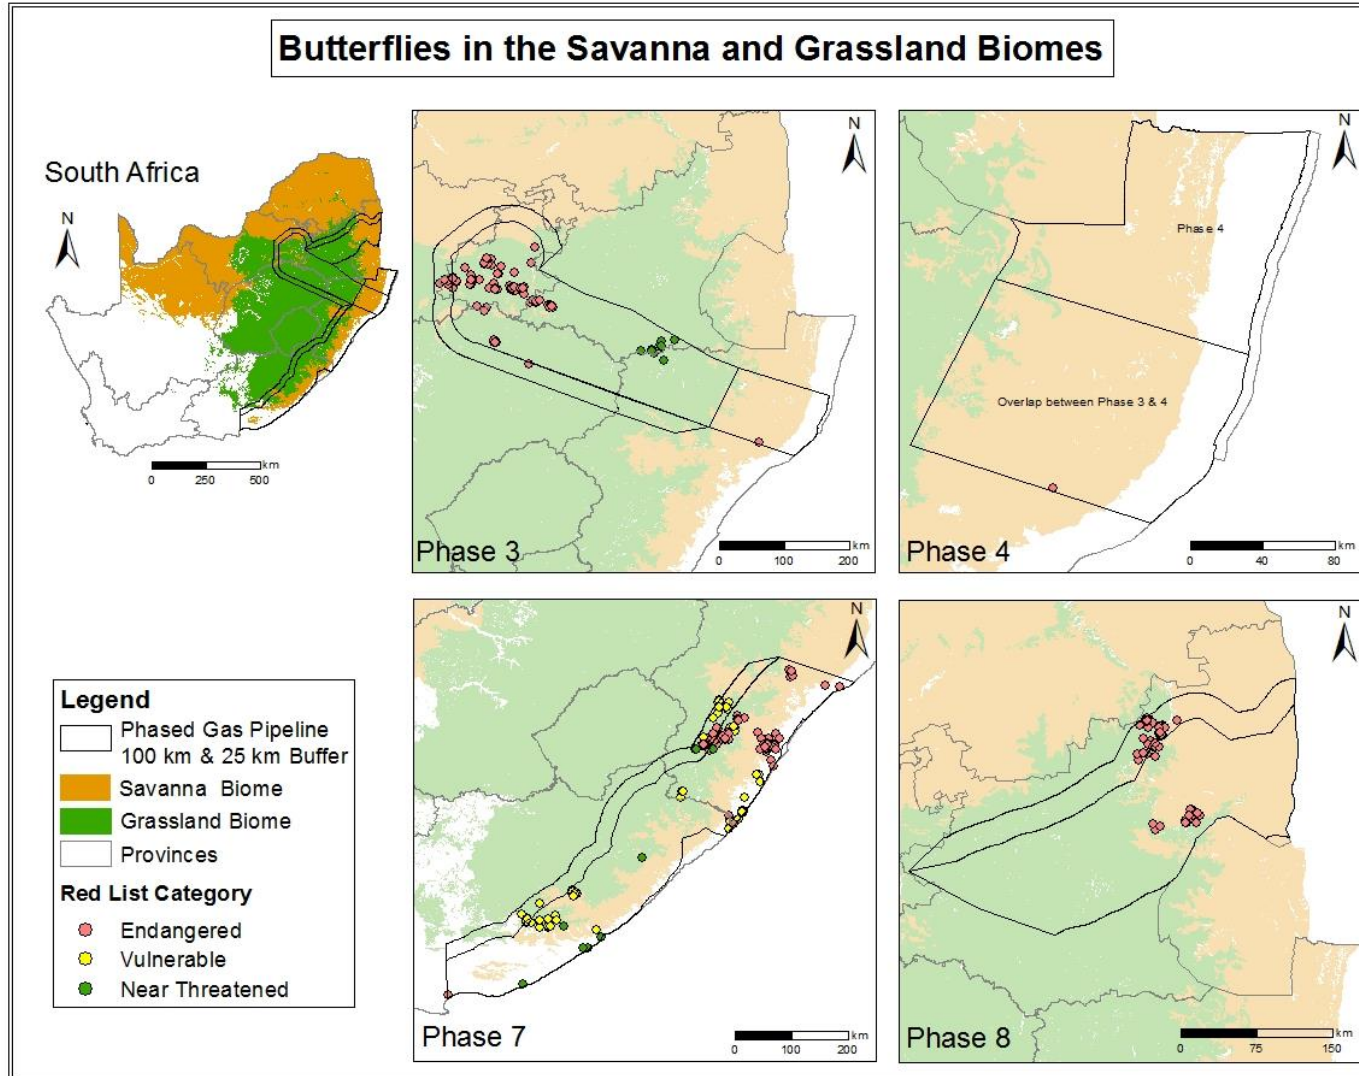 Butterflies in the Savanna and Grassland Biomes
South Africa
N
km
0 250 500
N
Phase 3
km
0 100 200
N
Phase 4
Overlap between Phase 3 & 4
Phase 4
km
0 40 80
Legend
Phased Gas Pipeline
100 km & 25 km Buffer
Savanna Biome
Grassland Biome
Provinces
Red List Category
Endangered
Vulnerable
Near Threatened
N
Phase 7
km
0 100 200
N
Phase 8
km
0 75 150